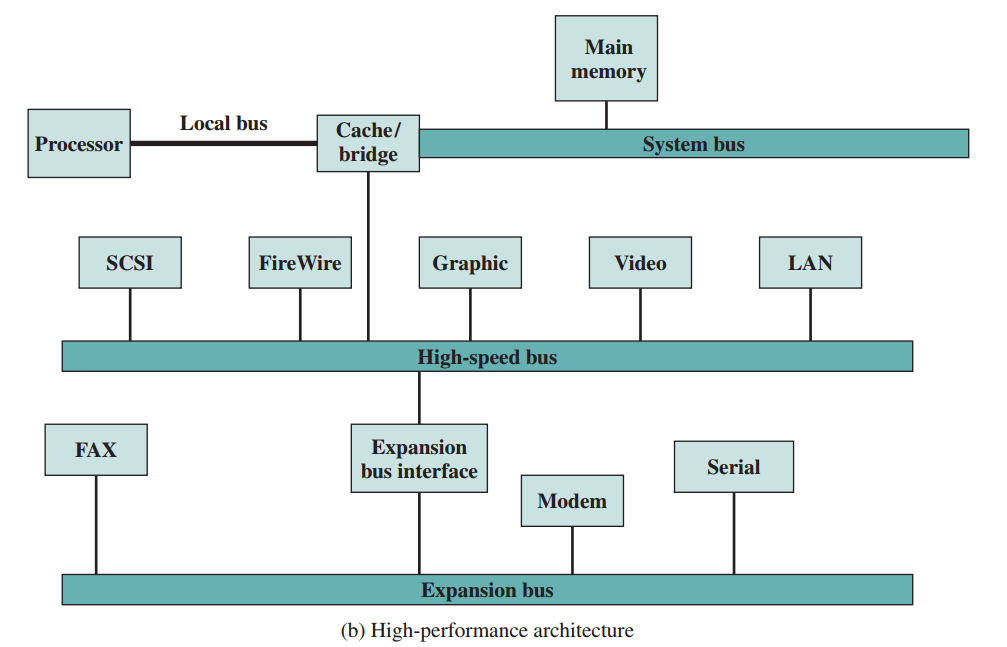 Main
memory
Processor
Local bus
Cache/
bridge
System bus
SCSI
FireWire
Graphic
Video
LAN
High-speed bus
FAX
Expansion
bus interface
Modem
Serial
Expansion bus
(b) High-performance architecture